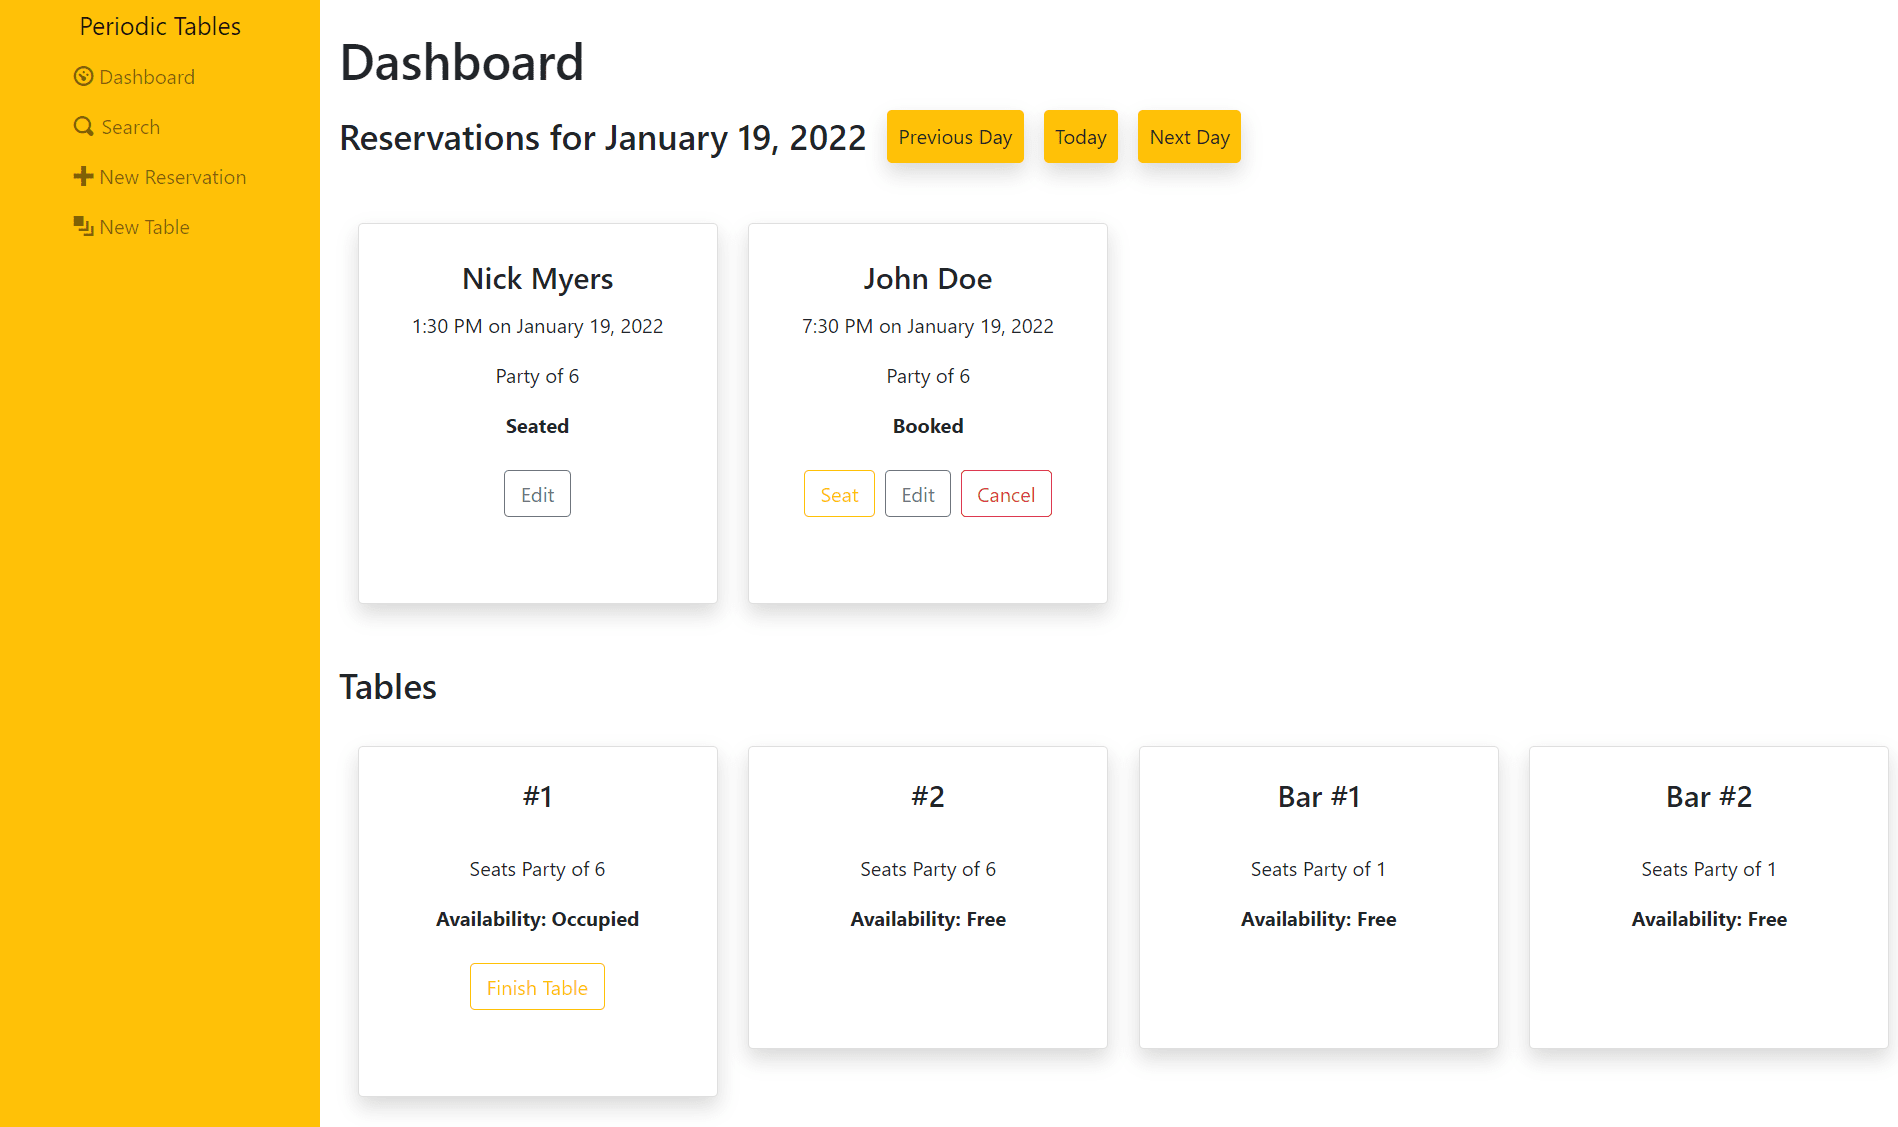 Periodic Tables
Dashboard
Search
New Reservation
New Table
Dashboard
Reservations for January 19, 2022
Previous Day
Today
Next Day
Nick Myers
1:30 PM on January 19, 2022
Party of 6
Seated
Edit
John Doe
7:30 PM on January 19, 2022
Party of 6
Booked
Seat
Edit
Cancel
Tables
#1
Seats Party of 6
Availability: Occupied
Finish Table
#2
Seats Party of 6
Availability: Free
Bar #1
Seats Party of 1
Availability: Free
Bar #2
Seats Party of 1
Availability: Free